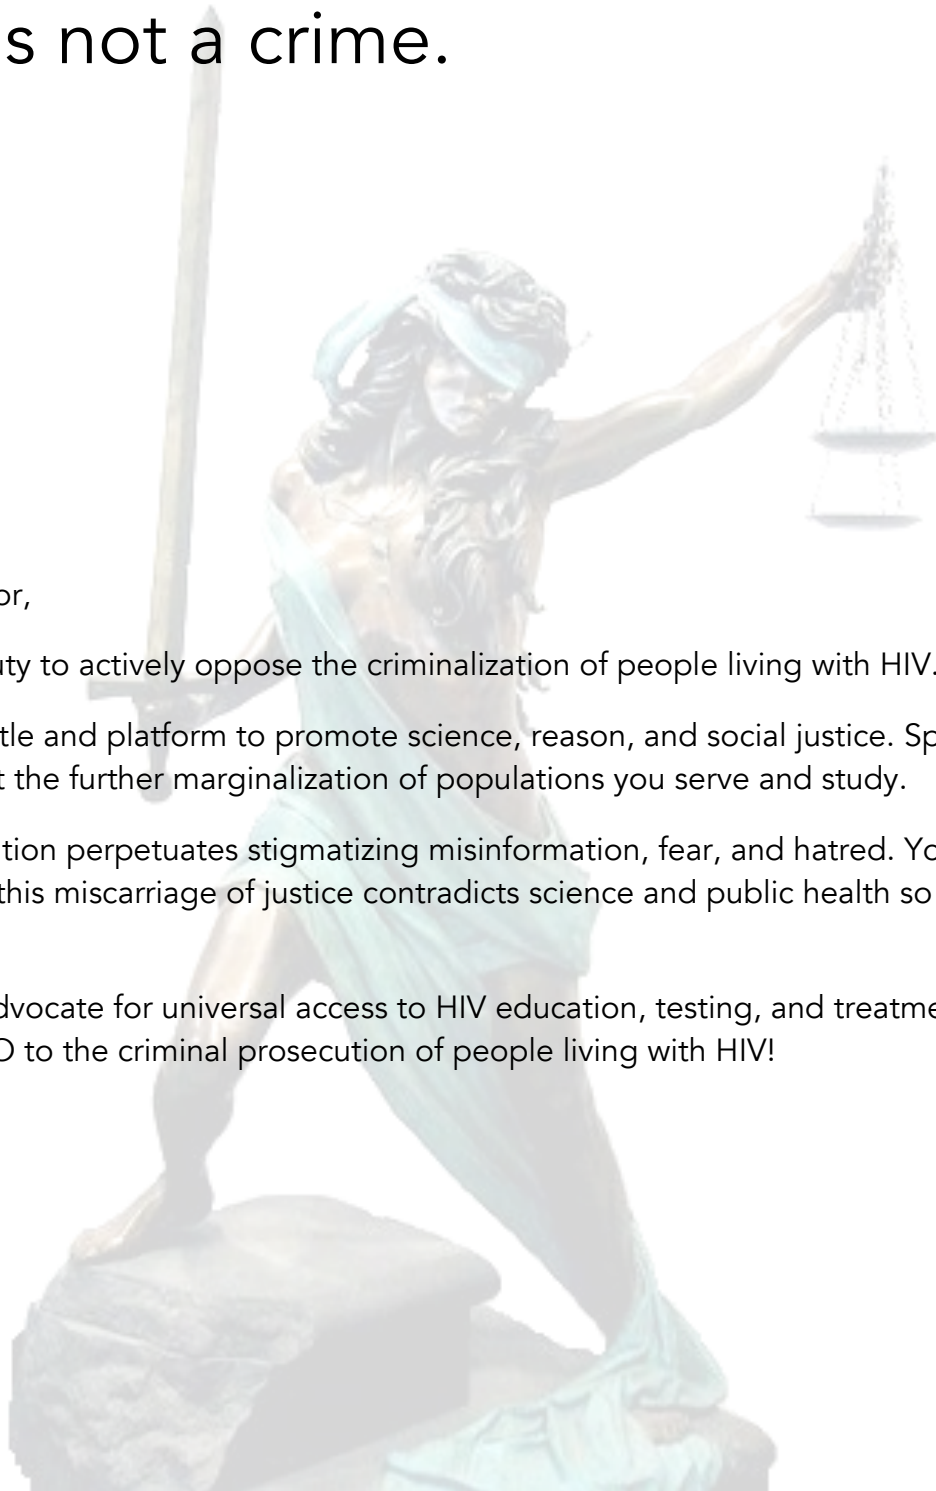 s not a crime.
or,
uty to actively oppose the criminalization of people living with HIV.
tle and platform to promote science, reason, and social justice. Sp
t the further marginalization of populations you serve and study.
tion perpetuates stigmatizing misinformation, fear, and hatred. Yo
this miscarriage of justice contradicts science and public health so
dvocate for universal access to HIV education, testing, and treatme
O to the criminal prosecution of people living with HIV!